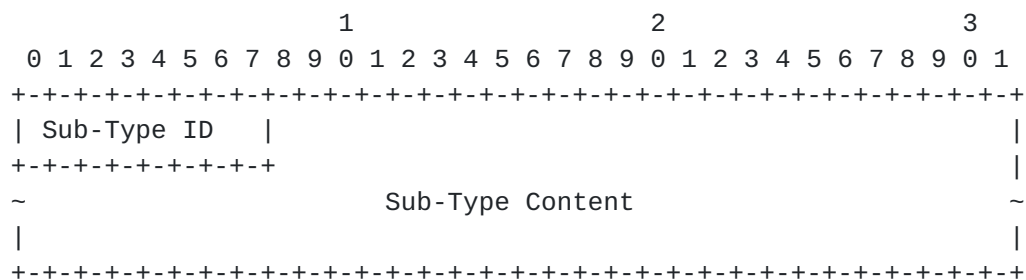 1                   2                   3
 0 1 2 3 4 5 6 7 8 9 0 1 2 3 4 5 6 7 8 9 0 1 2 3 4 5 6 7 8 9 0 1
+-+-+-+-+-+-+-+-+-+-+-+-+-+-+-+-+-+-+-+-+-+-+-+-+-+-+-+-+-+-+-+-+
| Sub-Type ID   |                                               |
+-+-+-+-+-+-+-+-+                                               |
~                       Sub-Type Content                        ~
|                                                               |
+-+-+-+-+-+-+-+-+-+-+-+-+-+-+-+-+-+-+-+-+-+-+-+-+-+-+-+-+-+-+-+-+